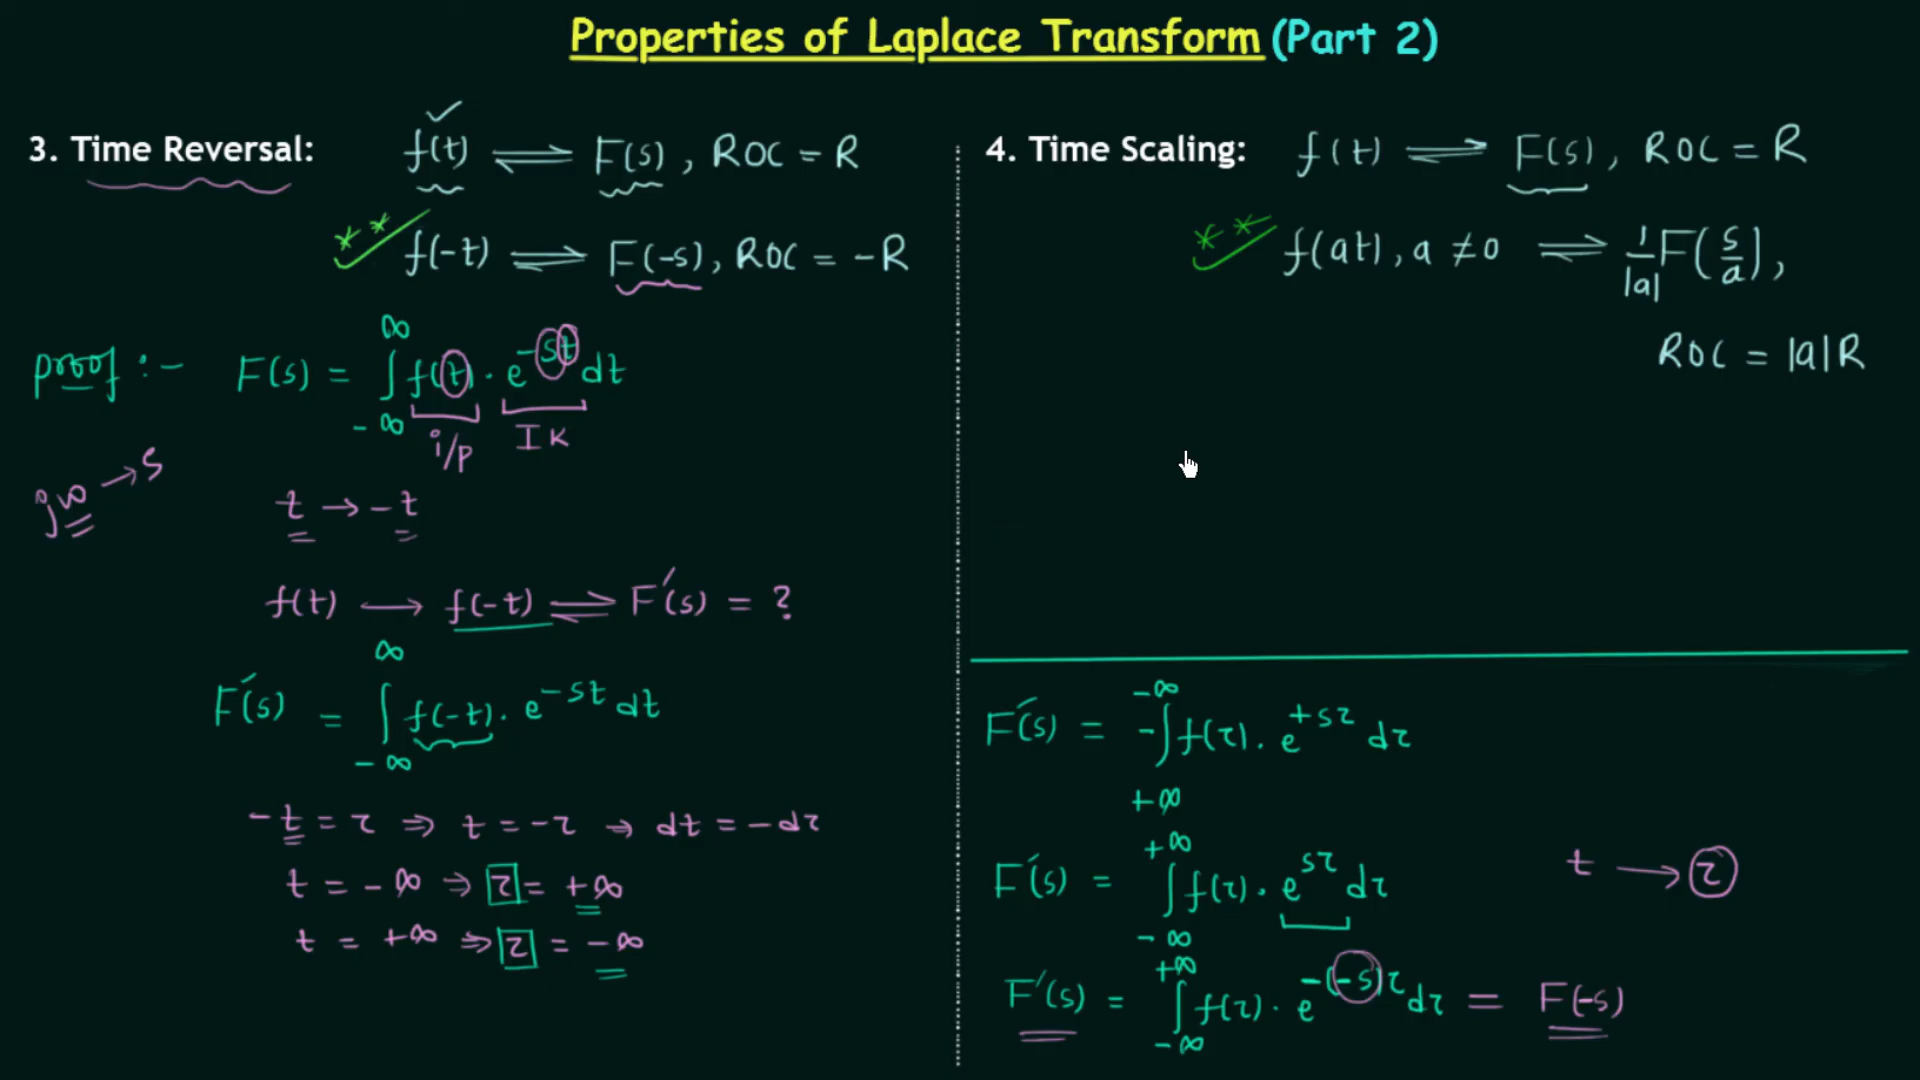 Properties of Laplace Transform (Part 2)
3. Time Reversal: f(t) ⇌ F(s), ROC = R
** f(-t) ⇌ F(-s), ROC = -R
proof :- F(s) = ∫_{-∞}^{∞} f(t) · e^{-st} dt
i/p IK
jω → s
t → -t
f(t) → f(-t) ⇌ F'(s) = ?
F'(s) = ∫_{-∞}^{∞} f(-t) · e^{-st} dt
-t = τ ⇒ t = -τ ⇒ dt = -dτ
t = -∞ ⇒ τ = +∞
t = +∞ ⇒ τ = -∞
4. Time Scaling: f(t) ⇌ F(s), ROC = R
** f(at), a ≠ 0 ⇌ 1/|a| F(s/a),
ROC = |a|R
F'(s) = -∫_{+∞}^{-∞} f(τ) · e^{+sτ} dτ
F'(s) = ∫_{-∞}^{+∞} f(τ) · e^{sτ} dτ
t → τ
F'(s) = ∫_{-∞}^{+∞} f(τ) · e^{-(-s)τ} dτ = F(-s)